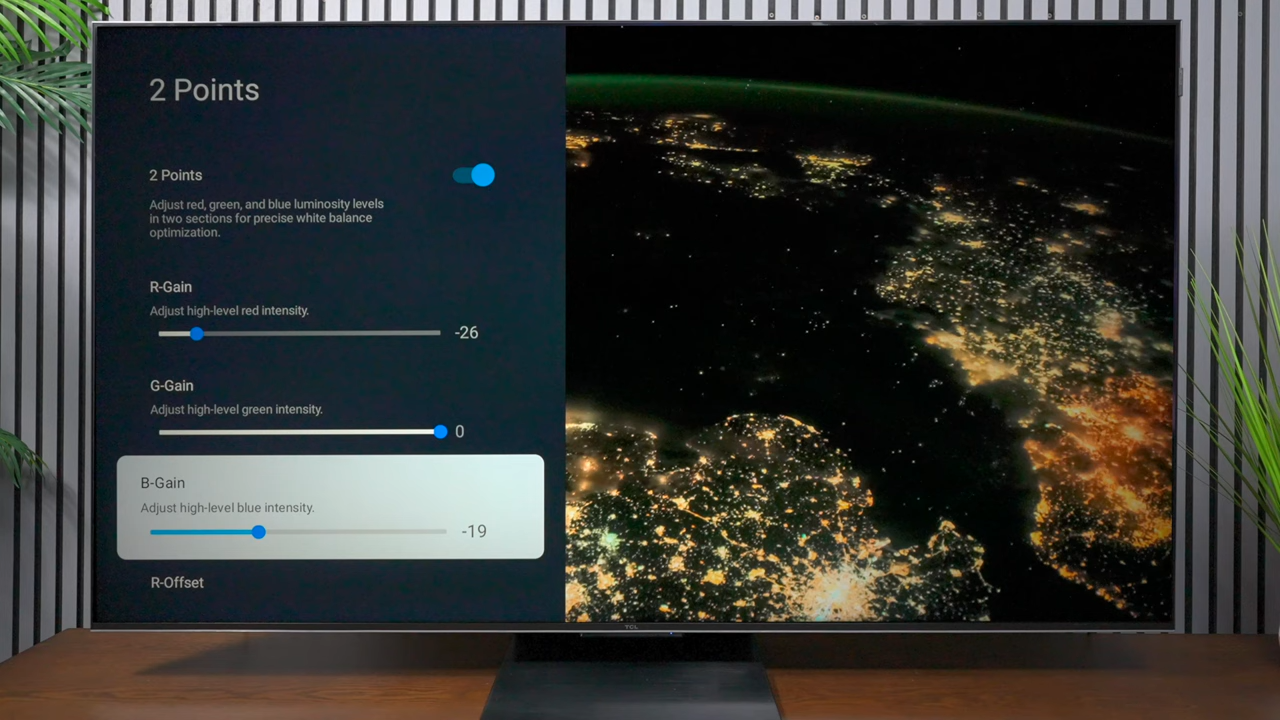 2 Points
2 Points
Adjust red, green, and blue luminosity levels
in two sections for precise white balance
optimization.
R-Gain
Adjust high-level red intensity.
-26
G-Gain
Adjust high-level green intensity.
0
B-Gain
Adjust high-level blue intensity.
-19
R-Offset
TCL